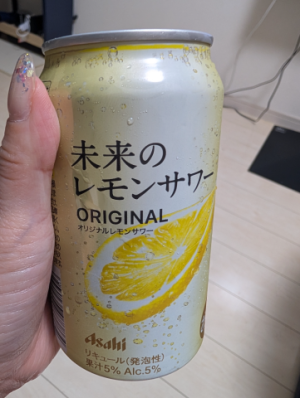 未来の
レモンサワー
ORIGINAL
オリジナルレモンサワー
Asahi
リキュール(発泡性)
果汁5% Alc.5%